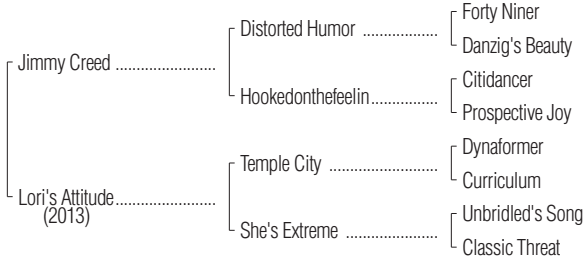 Jimmy Creed ........................
Lori's Attitude ........................
(2013)
Distorted Humor ..................
Hookedonthefeelin ................
Temple City ..........................
She's Extreme ......................
Forty Niner
Danzig's Beauty
Citidancer
Prospective Joy
Dynaformer
Curriculum
Unbridled's Song
Classic Threat